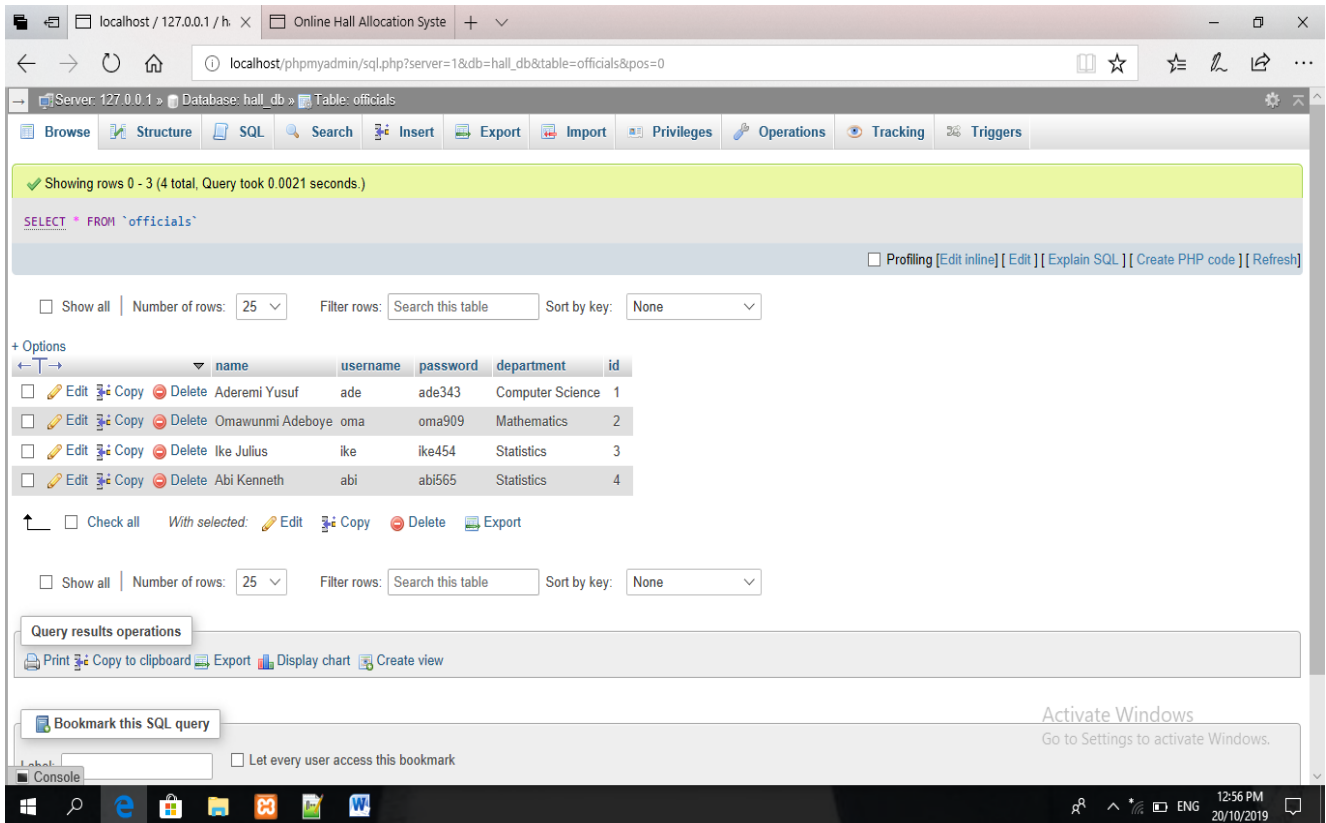 localhost / 127.0.0.1 / h
Online Hall Allocation Syste
localhost/phpmyadmin/sql.php?server=1&db=hall_db&table=officials&pos=0
Server: 127.0.0.1 » Database: hall_db » Table: officials
Browse Structure SQL Search Insert Export Import Privileges Operations Tracking Triggers
Showing rows 0 - 3 (4 total, Query took 0.0021 seconds.)
SELECT * FROM `officials`
Profiling [Edit inline] [ Edit ] [ Explain SQL ] [ Create PHP code ] [ Refresh]
Show all Number of rows: 25 Filter rows: Search this table Sort by key: None
+ Options
name username password department id
Edit Copy Delete Aderemi Yusuf ade ade343 Computer Science 1
Edit Copy Delete Omawunmi Adeboye oma oma909 Mathematics 2
Edit Copy Delete Ike Julius ike ike454 Statistics 3
Edit Copy Delete Abi Kenneth abi abi565 Statistics 4
Check all With selected: Edit Copy Delete Export
Show all Number of rows: 25 Filter rows: Search this table Sort by key: None
Query results operations
Print Copy to clipboard Export Display chart Create view
Bookmark this SQL query
Activate Windows
Go to Settings to activate Windows.
Label: Let every user access this bookmark
Console
ENG 12:56 PM
20/10/2019